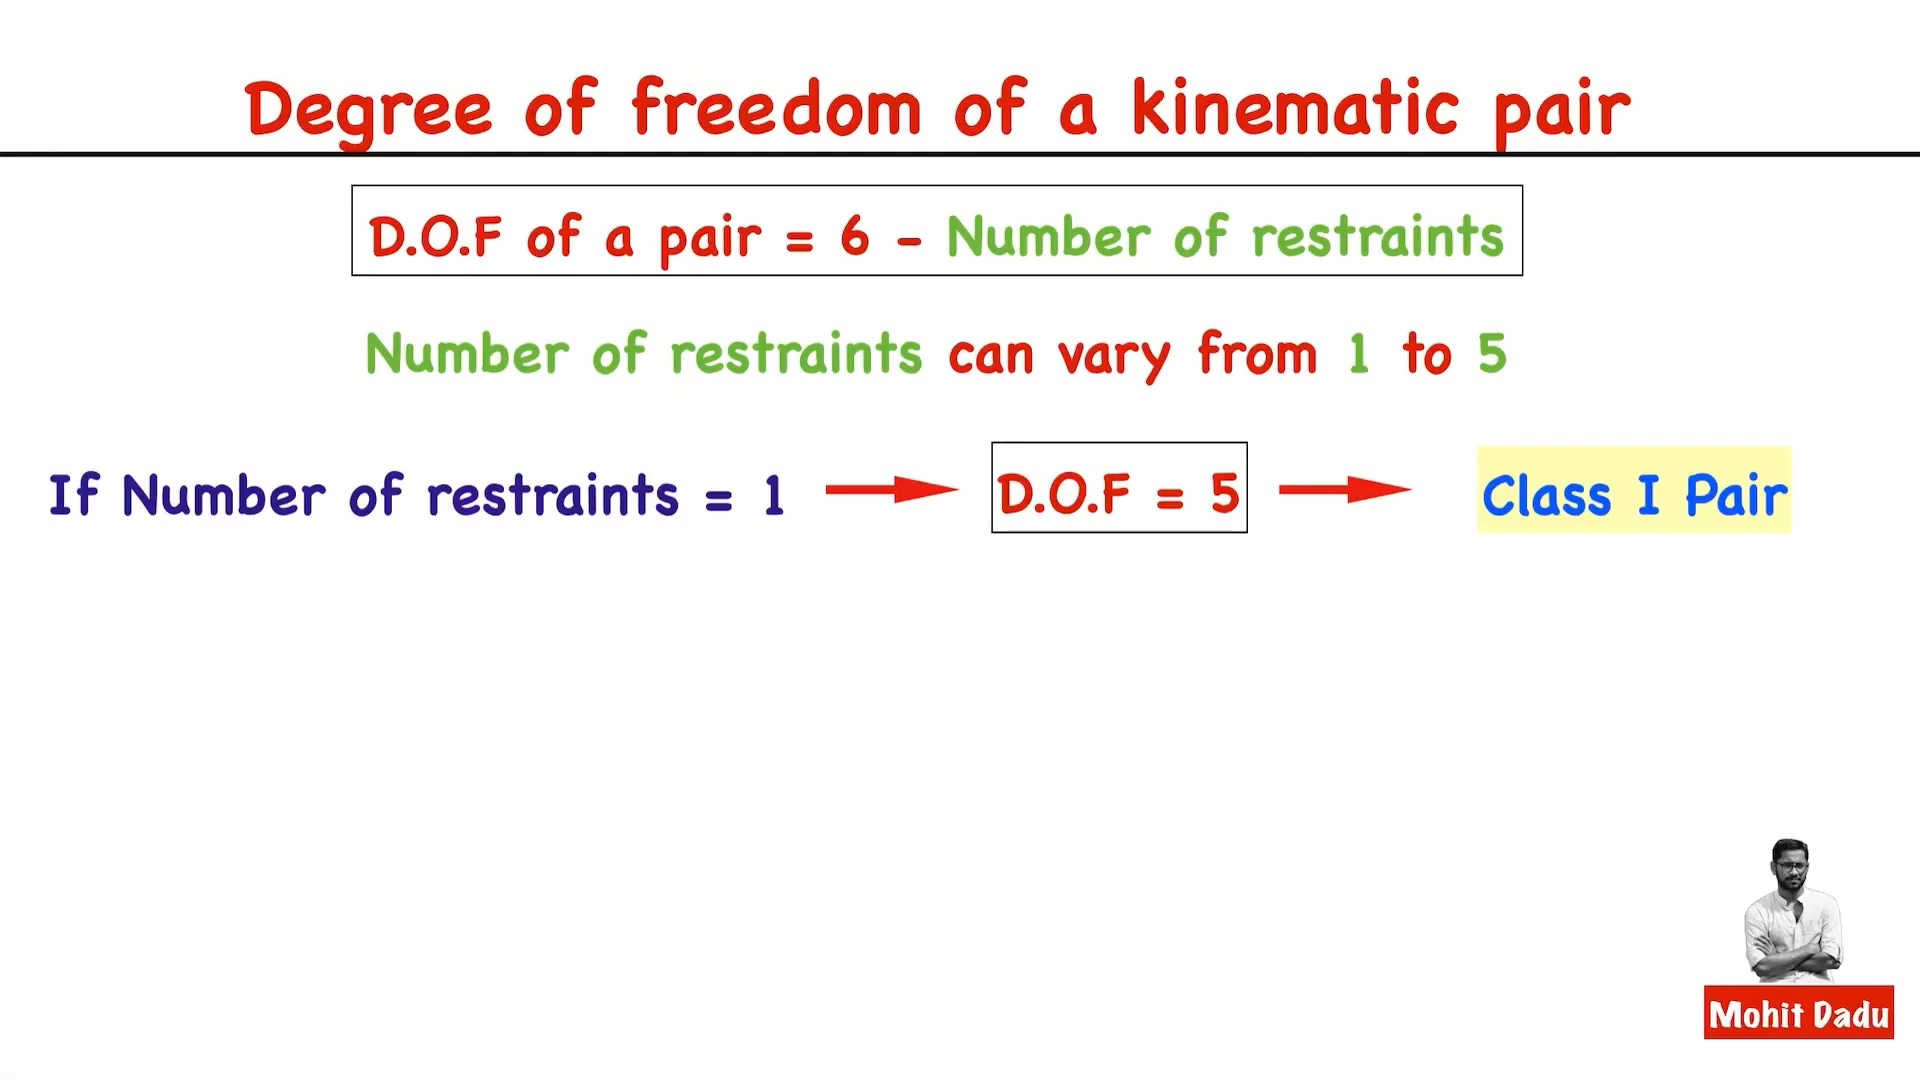 Degree of freedom of a kinematic pair
D.O.F of a pair = 6 - Number of restraints
Number of restraints can vary from 1 to 5
If Number of restraints = 1 D.O.F = 5 Class I Pair
Mohit Dadu